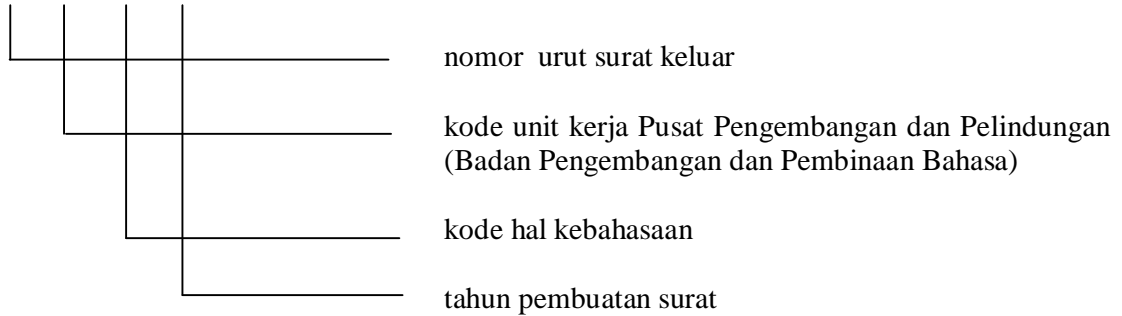 nomor urut surat keluar
kode unit kerja Pusat Pengembangan dan Pelindungan
(Badan Pengembangan dan Pembinaan Bahasa)
kode hal kebahasaan
tahun pembuatan surat